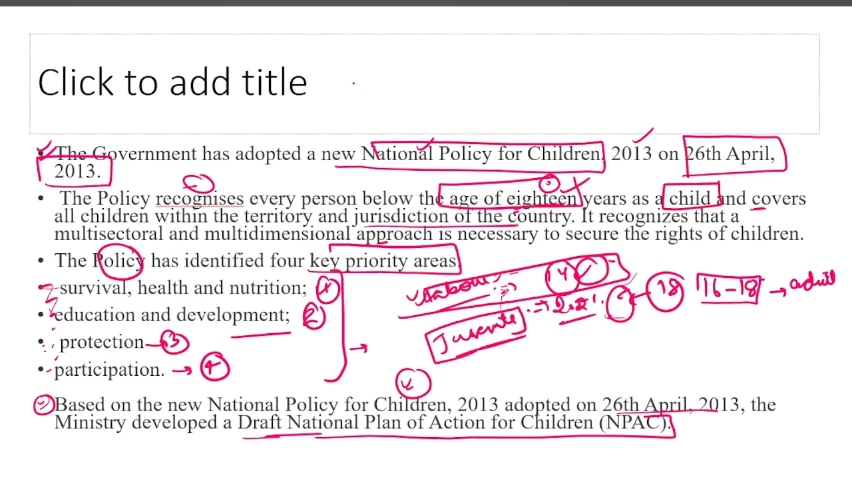 Click to add title
• The Government has adopted a new National Policy for Children, 2013 on 26th April,
2013.
• The Policy recognises every person below the age of eighteen years as a child and covers
all children within the territory and jurisdiction of the country. It recognizes that a
multisectoral and multidimensional approach is necessary to secure the rights of children.
• The Policy has identified four key priority areas:
• survival, health and nutrition; 1
• education and development; 2
• protection 3
• participation. → 4
Labour 14
18 16-18 → adult
Juvenile
Based on the new National Policy for Children, 2013 adopted on 26th April, 2013, the
Ministry developed a Draft National Plan of Action for Children (NPAC).